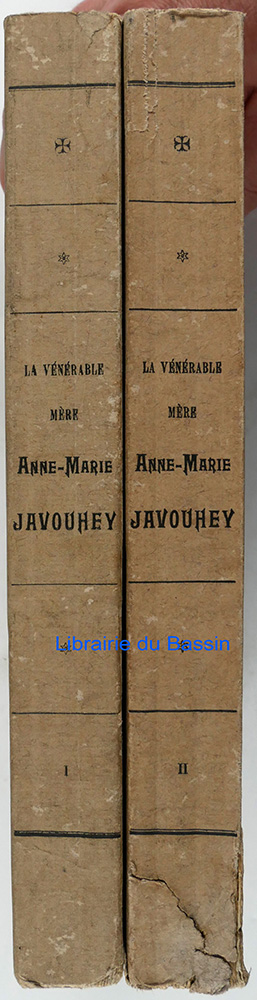 LA VÉNÉRABLE
MÈRE
ANNE-MARIE
JAVOUHEY
I
LA VÉNÉRABLE
MÈRE
ANNE-MARIE
JAVOUHEY
II
Librairie du Bassin